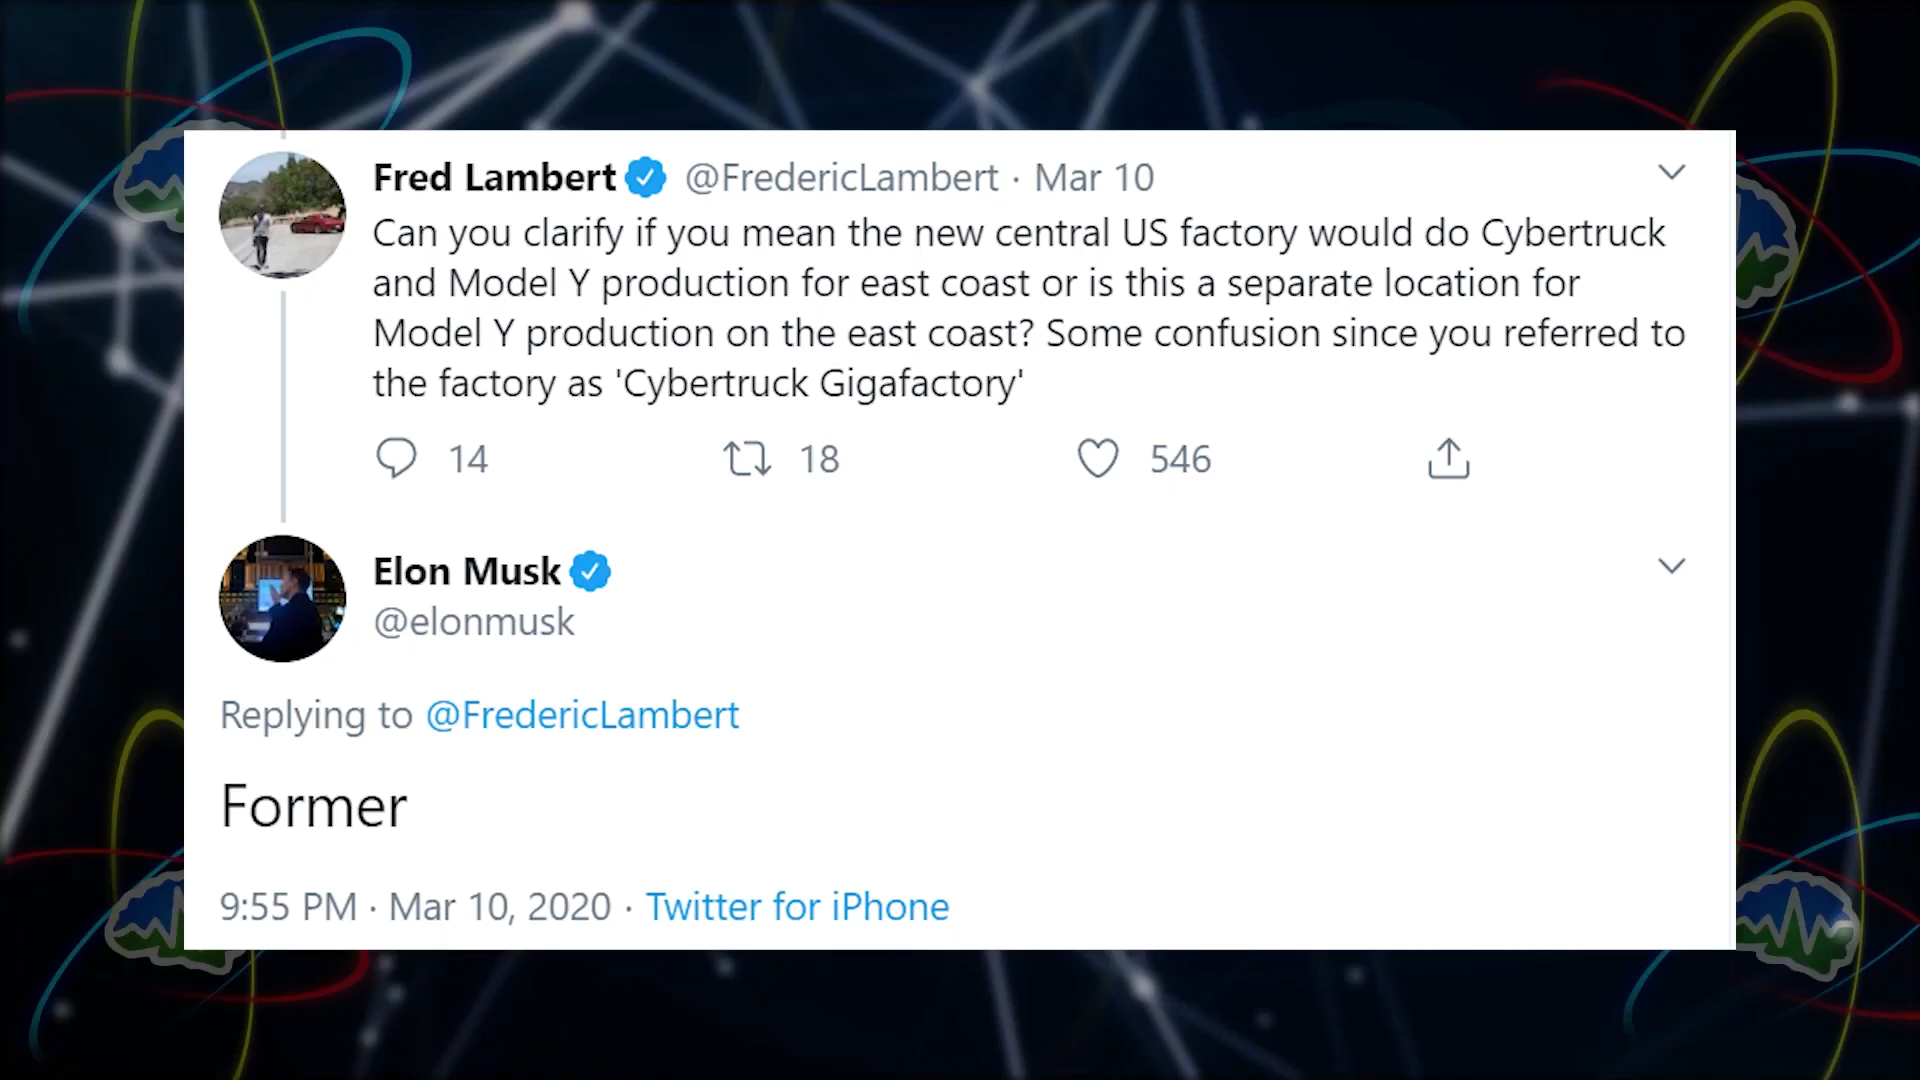 Fred Lambert @FredericLambert · Mar 10
Can you clarify if you mean the new central US factory would do Cybertruck
and Model Y production for east coast or is this a separate location for
Model Y production on the east coast? Some confusion since you referred to
the factory as 'Cybertruck Gigafactory'
14 18 546
Elon Musk
@elonmusk
Replying to @FredericLambert
Former
9:55 PM · Mar 10, 2020 · Twitter for iPhone